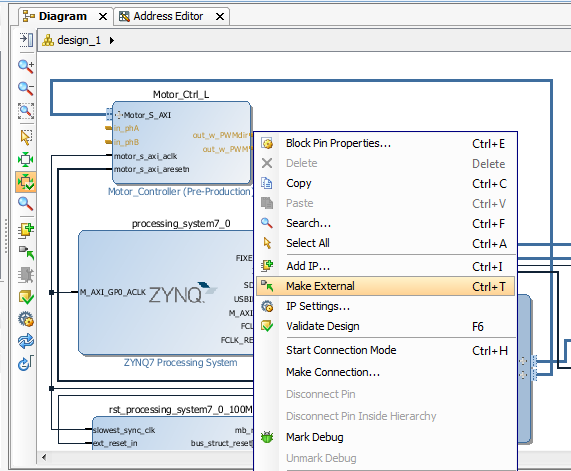 Diagram
Address Editor
design_1
Motor_Ctrl_L
Motor_S_AXI
in_phA
in_phB
out_w_PWMdir
out_w_PWM
motor_s_axi_aclk
motor_s_axi_aresetn
Motor_Controller (Pre-Production)
processing_system7_0
FIXE
M_AXI_GP0_ACLK
ZYNQ
SD
USBI
M_AXI
FCL
FCLK_RE
ZYNQ7 Processing System
rst_processing_system7_0_100M
slowest_sync_clk
mb_r
ext_reset_in
bus_struct_reset
Block Pin Properties... Ctrl+E
Delete Delete
Copy Ctrl+C
Paste Ctrl+V
Search... Ctrl+F
Select All Ctrl+A
Add IP... Ctrl+I
Make External Ctrl+T
IP Settings...
Validate Design F6
Start Connection Mode Ctrl+H
Make Connection...
Disconnect Pin
Disconnect Pin Inside Hierarchy
Mark Debug
Unmark Debug